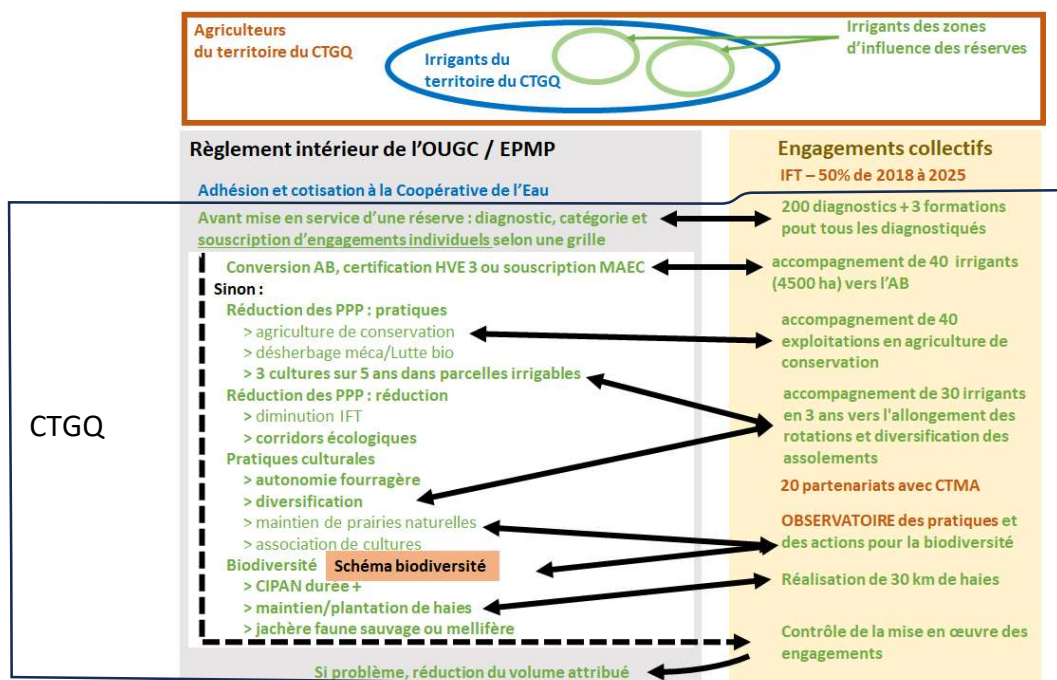 Agriculteurs
du territoire du CTGQ
Irrigants du
territoire du CTGQ
Irrigants des zones
d'influence des réserves
Règlement intérieur de l'OUGC / EPMP
Adhésion et cotisation à la Coopérative de l'Eau
Avant mise en service d'une réserve : diagnostic, catégorie et
souscription d'engagements individuels selon une grille
Conversion AB, certification HVE 3 ou souscription MAEC
Sinon :
Réduction des PPP : pratiques
> agriculture de conservation
> désherbage méca/Lutte bio
> 3 cultures sur 5 ans dans parcelles irrigables
Réduction des PPP : réduction
> diminution IFT
> corridors écologiques
Pratiques culturales
> autonomie fourragère
> diversification
> maintien de prairies naturelles
> association de cultures
Biodiversité
Schéma biodiversité
> CIPAN durée +
> maintien/plantation de haies
> jachère faune sauvage ou mellifère
Si problème, réduction du volume attribué
CTGQ
Engagements collectifs
IFT – 50% de 2018 à 2025
200 diagnostics + 3 formations
pout tous les diagnostiqués
accompagnement de 40 irrigants
(4500 ha) vers l'AB
accompagnement de 40
exploitations en agriculture de
conservation
accompagnement de 30 irrigants
en 3 ans vers l'allongement des
rotations et diversification des
assolements
20 partenariats avec CTMA
OBSERVATOIRE des pratiques et
des actions pour la biodiversité
Réalisation de 30 km de haies
Contrôle de la mise en œuvre des
engagements